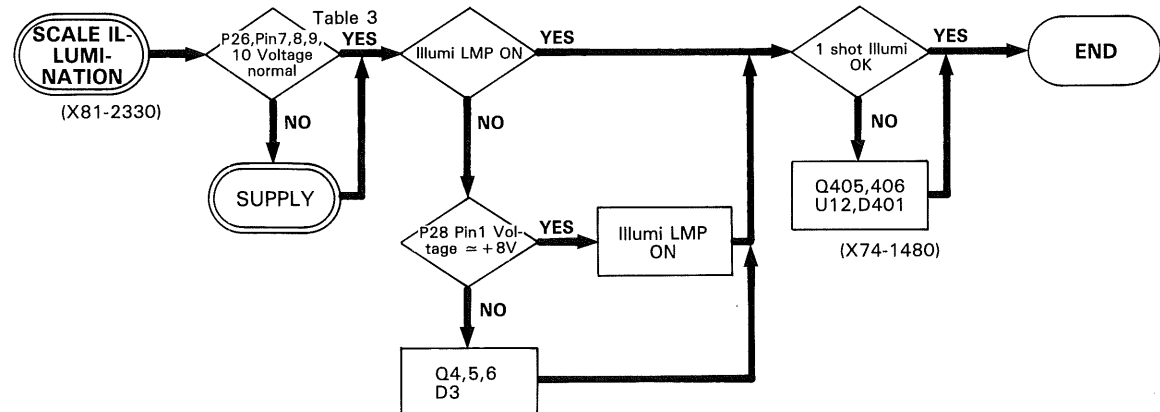 SCALE IL-
LUMI-
NATION
(X81-2330)
P26,Pin7,8,9,
10 Voltage
normal
Table 3
YES
NO
SUPPLY
Illumi LMP ON
YES
NO
P28 Pin1 Vol-
tage ≃ +8V
YES
NO
Illumi LMP
ON
Q4,5,6
D3
1 shot Illumi
OK
YES
NO
Q405,406
U12,D401
(X74-1480)
END